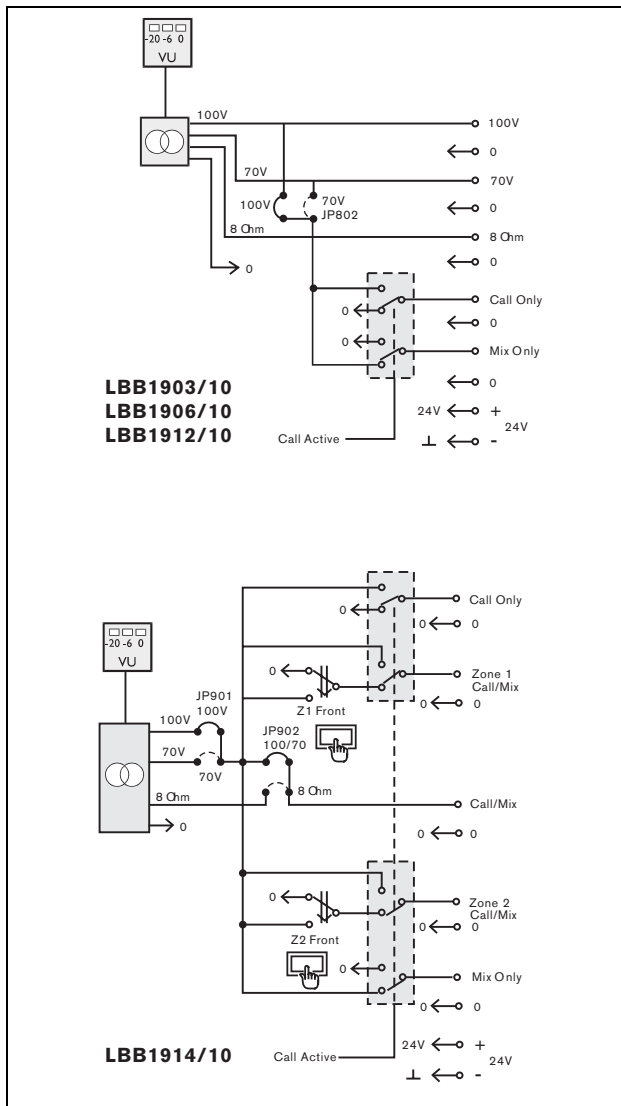 -20 -6 0
VU
100V
100V
0
70V
70V
100V
70V
JP802
0
8 Ohm
8 Ohm
0
0
Call Only
0
0
0
Mix Only
0
LBB1903/10
LBB1906/10
LBB1912/10
24V +
24V
Call Active
⊥ -
Call Only
0
0
-20 -6 0
VU
0
Zone 1
Call/Mix
JP901
100V
Z1 Front
0 0
100V
JP902
100/70
70V
70V
8 Ohm
8 Ohm
Call/Mix
0
0 0
0
Zone 2
Call/Mix
0 0
Z2 Front
0
Mix Only
0 0
LBB1914/10
24V +
24V
Call Active
⊥ -